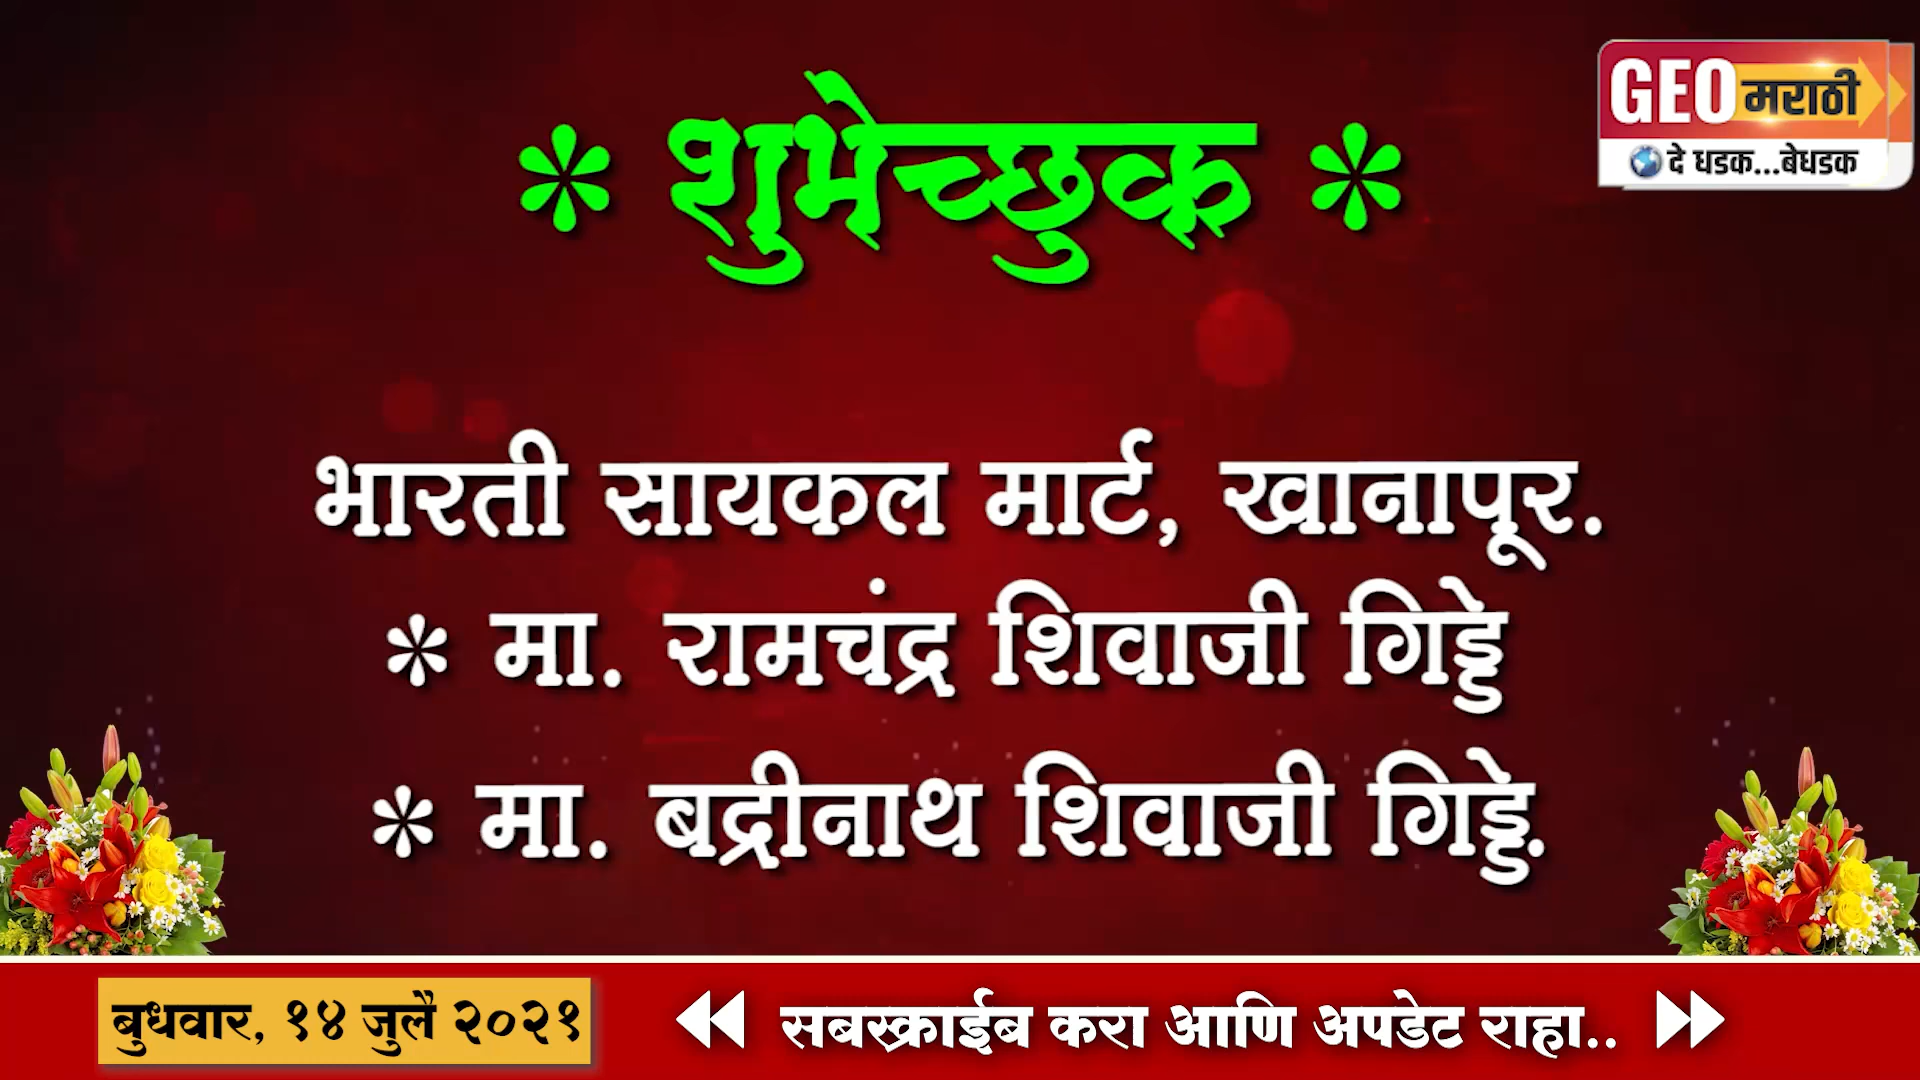 GEO मराठी
दे धडक...बेधडक
* शुभेच्छुक *
भारती सायकल मार्ट, खानापूर.
* मा. रामचंद्र शिवाजी गिड्डे
* मा. बद्रीनाथ शिवाजी गिड्डे.
बुधवार, १४ जुलै २०२१
सबस्क्राईब करा आणि अपडेट राहा..